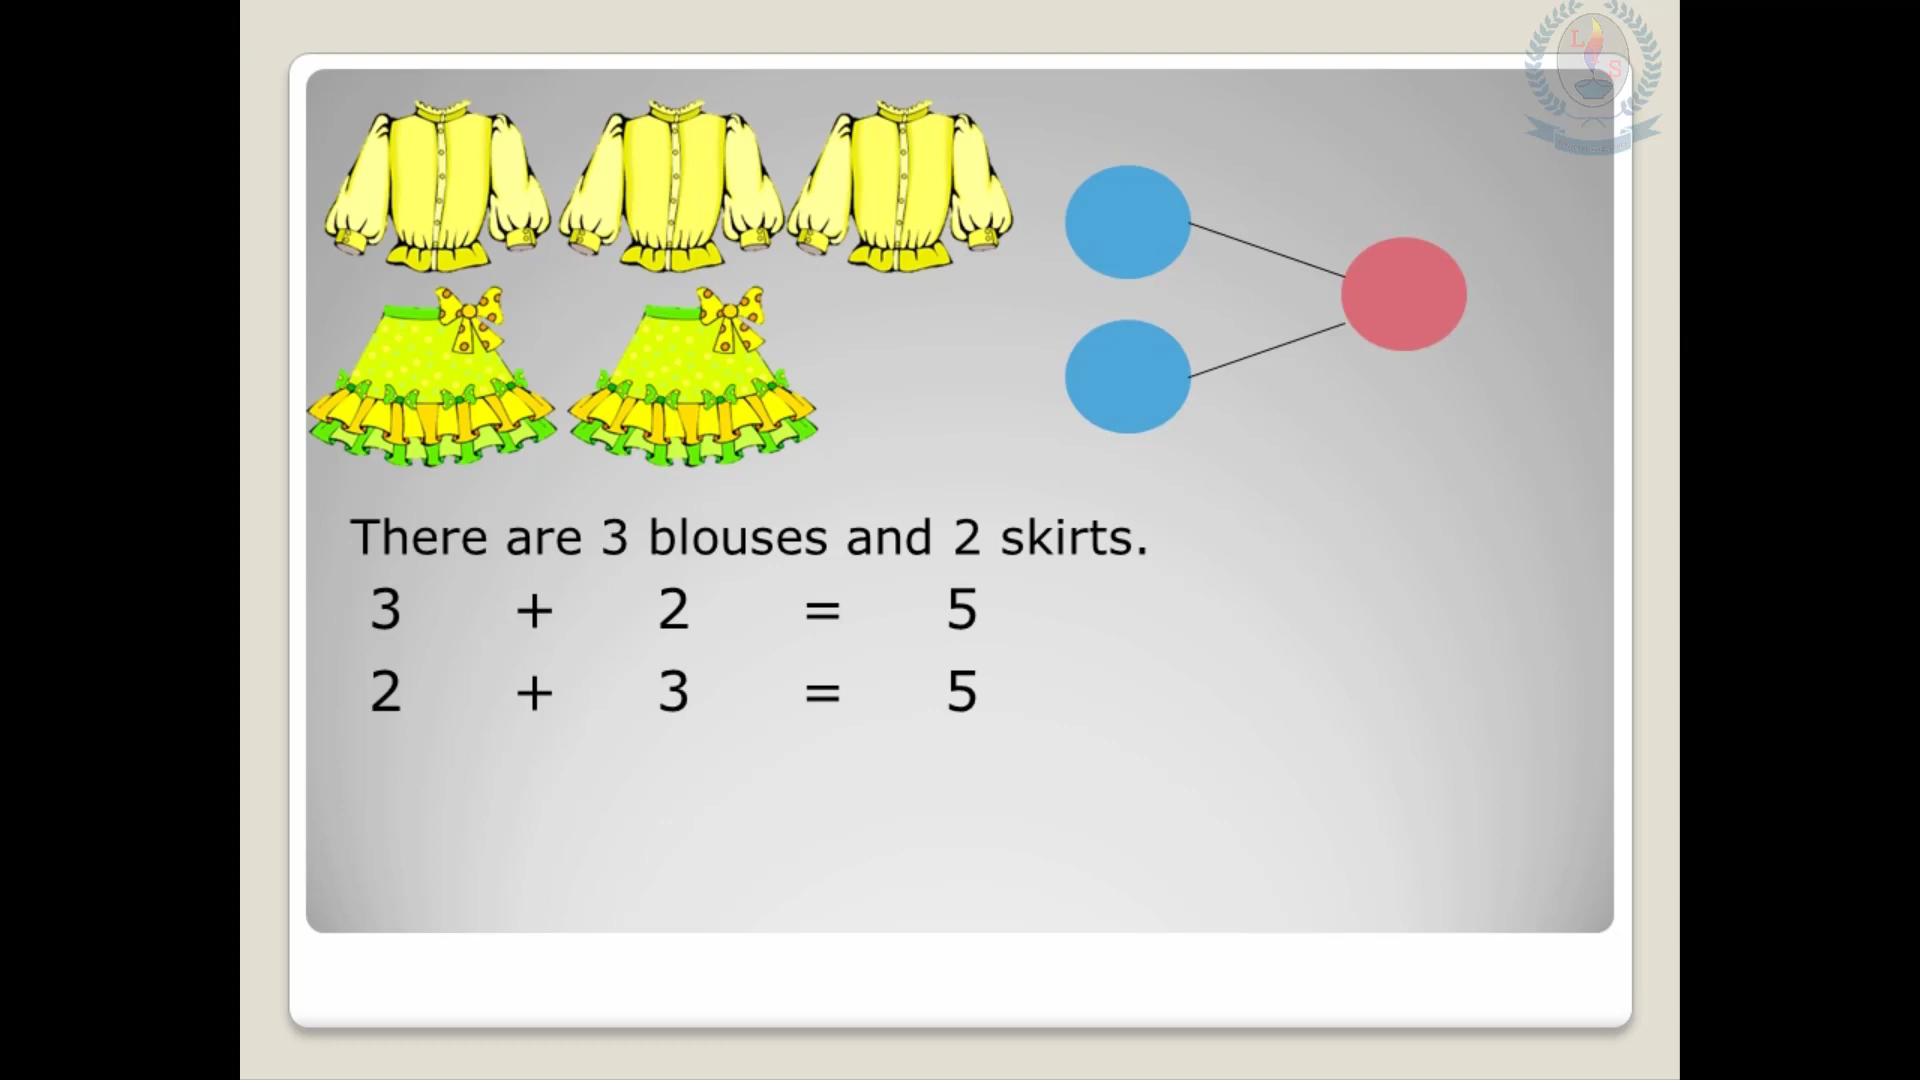 L
S
There are 3 blouses and 2 skirts.
3 + 2 = 5
2 + 3 = 5